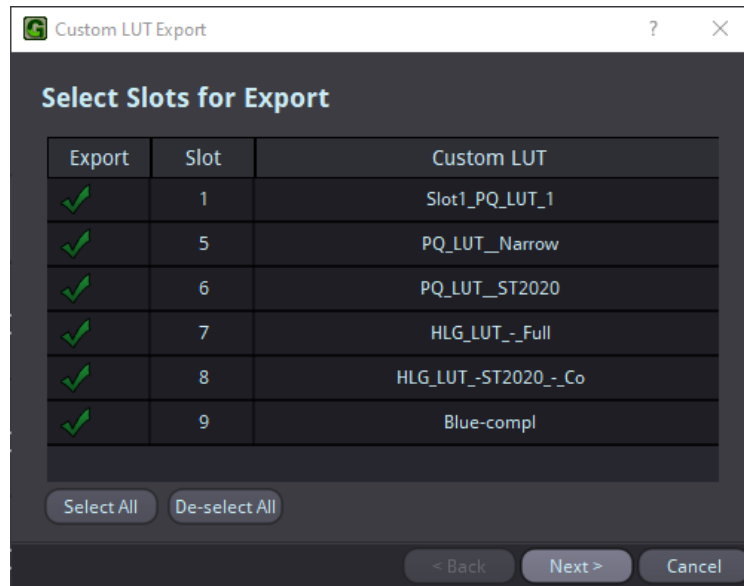 Custom LUT Export ?
Select Slots for Export
Export Slot Custom LUT
1 Slot1_PQ_LUT_1
5 PQ_LUT__Narrow
6 PQ_LUT__ST2020
7 HLG_LUT_-_Full
8 HLG_LUT_-ST2020_-_Co
9 Blue-compl
Select All De-select All
< Back Next > Cancel